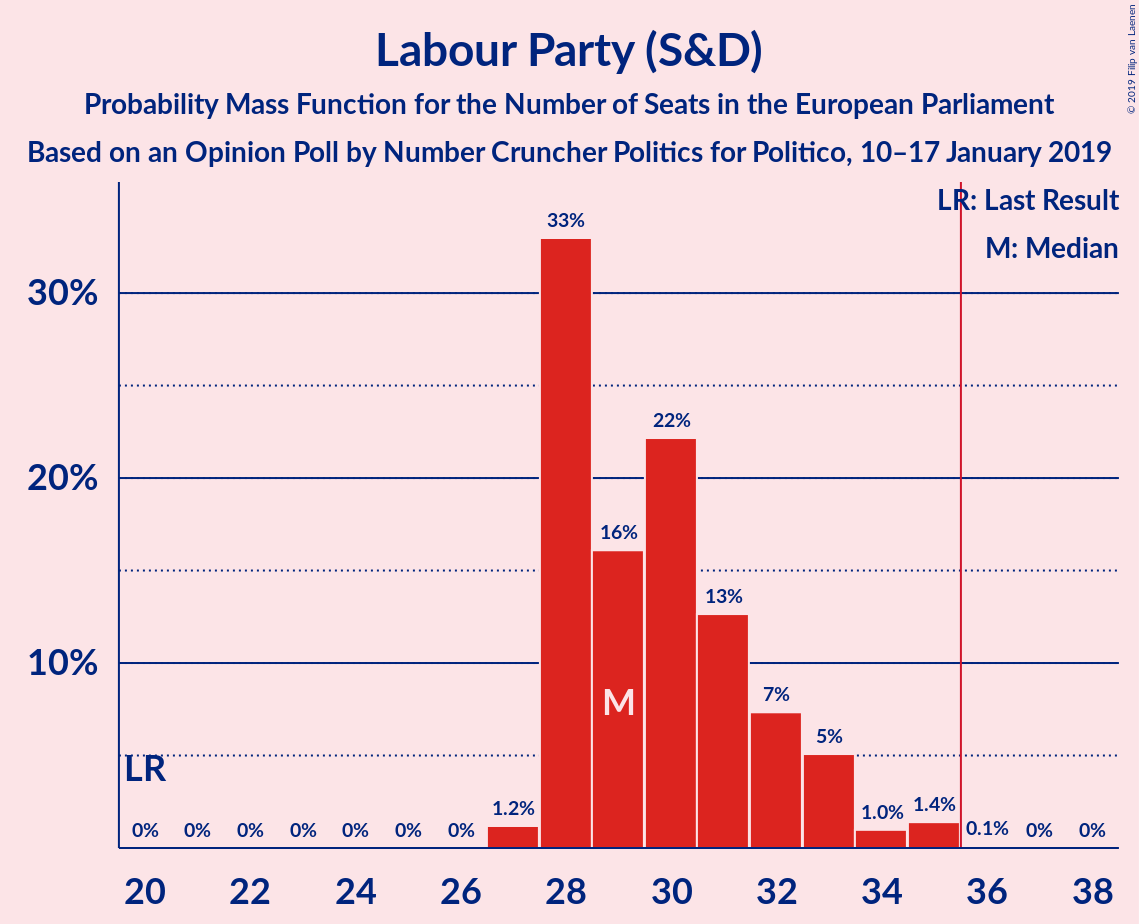 Labour Party (S&D)
Probability Mass Function for the Number of Seats in the European Parliament
Based on an Opinion Poll by Number Cruncher Politics for Politico, 10–17 January 2019
© 2019 Filip van Laenen
LR: Last Result
M: Median
30%
20%
10%
33%
16%
22%
13%
7%
5%
1.2%
1.0%
1.4%
0.1%
M
LR
0% 0% 0% 0% 0% 0% 0% 0% 0%
20 22 24 26 28 30 32 34 36 38